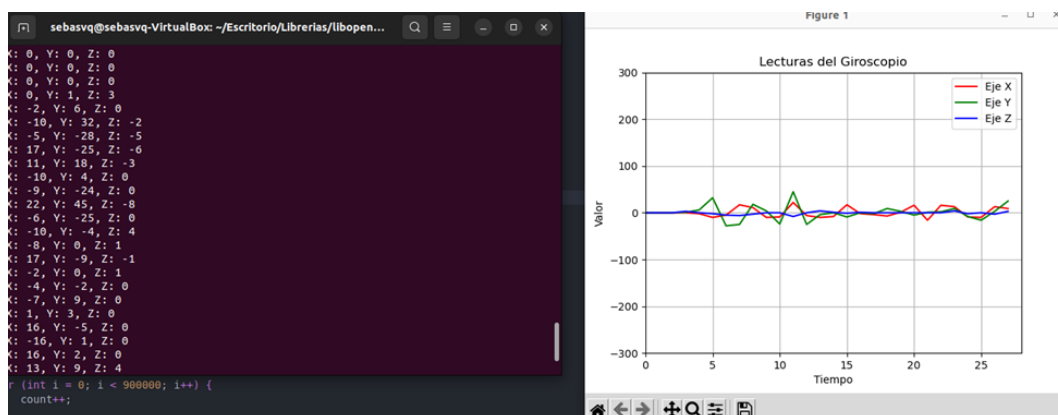 sebasvq@sebasvq-VirtualBox: ~/Escritorio/Librerias/libopen...
X: 0, Y: 0, Z: 0
X: 0, Y: 0, Z: 0
X: 0, Y: 0, Z: 0
X: 0, Y: 1, Z: 3
X: -2, Y: 6, Z: 0
X: -10, Y: 32, Z: -2
X: -5, Y: -28, Z: -5
X: 17, Y: -25, Z: -6
X: 11, Y: 18, Z: -3
X: -10, Y: 4, Z: 0
X: -9, Y: -24, Z: 0
X: 22, Y: 45, Z: -8
X: -6, Y: -25, Z: 0
X: -10, Y: -4, Z: 4
X: -8, Y: 0, Z: 1
X: 17, Y: -9, Z: -1
X: -2, Y: 0, Z: 1
X: -4, Y: -2, Z: 0
X: -7, Y: 9, Z: 0
X: 1, Y: 3, Z: 0
X: 16, Y: -5, Z: 0
X: -16, Y: 1, Z: 0
X: 16, Y: 2, Z: 0
X: 13, Y: 9, Z: 4
r (int i = 0; i < 900000; i++) {
count++;
Figure 1
Lecturas del Giroscopio
Eje X
Eje Y
Eje Z
300
200
100
0
−100
−200
−300
Valor
0 5 10 15 20 25
Tiempo